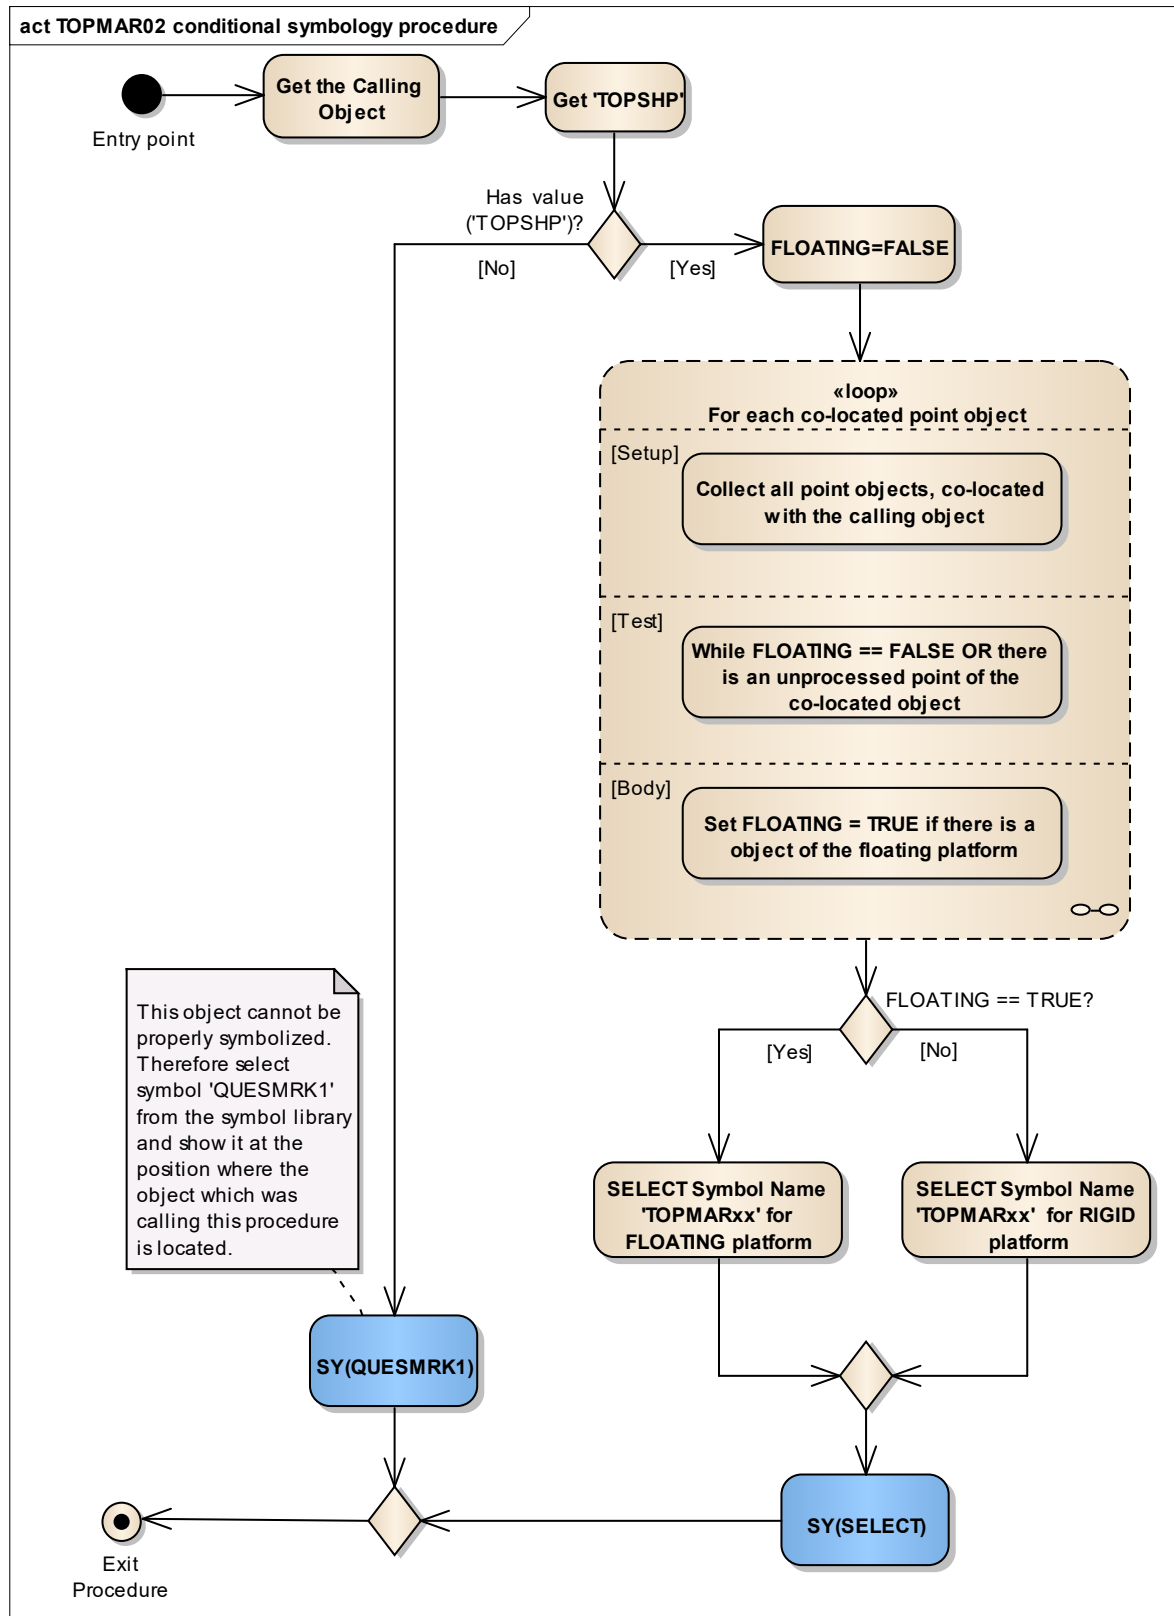 act TOPMAR02 conditional symbology procedure
Get the Calling
Object
Get 'TOPSHP'
Entry point
Has value
('TOPSHP')?
[No]
[Yes]
FLOATING=FALSE
«loop»
For each co-located point object
[Setup]
Collect all point objects, co-located
with the calling object
[Test]
While FLOATING == FALSE OR there
is an unprocessed point of the
co-located object
[Body]
Set FLOATING = TRUE if there is a
object of the floating platform
FLOATING == TRUE?
[Yes]
[No]
This object cannot be
properly symbolized.
Therefore select
symbol 'QUESMRK1'
from the symbol library
and show it at the
position where the
object which was
calling this procedure
is located.
SELECT Symbol Name
'TOPMARxx' for
FLOATING platform
SELECT Symbol Name
'TOPMARxx' for RIGID
platform
SY(QUESMRK1)
SY(SELECT)
Exit
Procedure